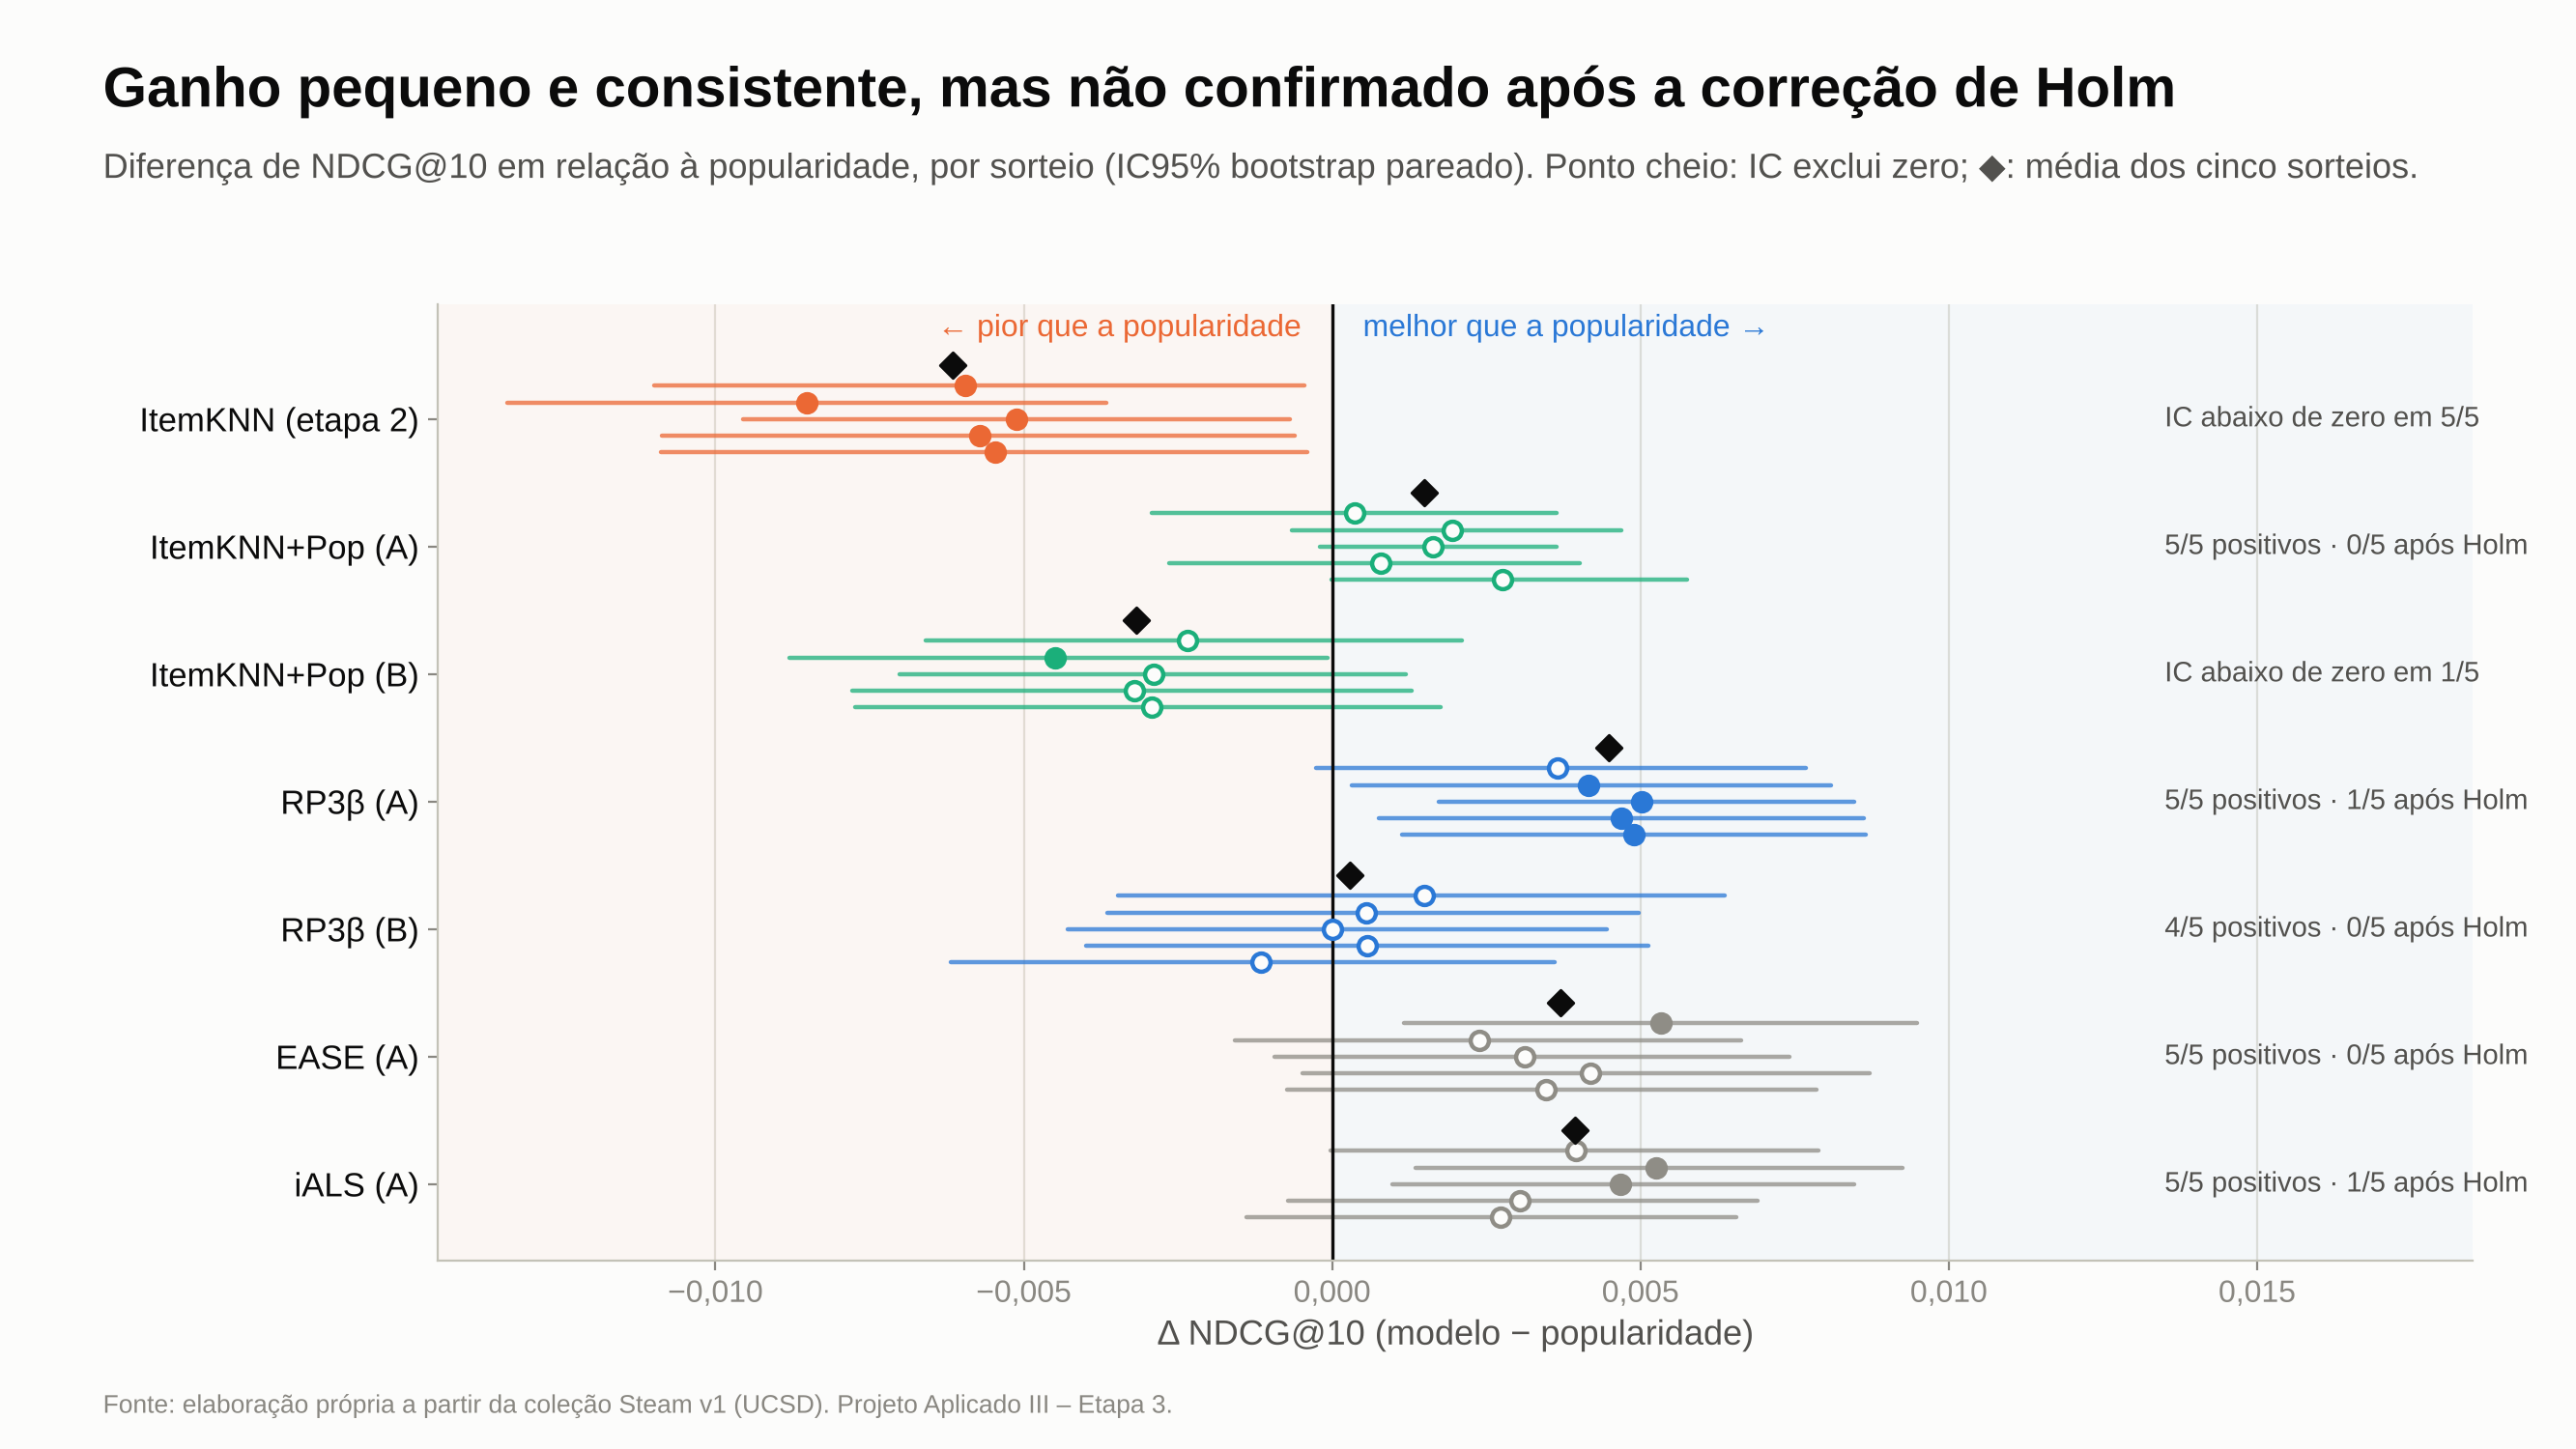 Ganho pequeno e consistente, mas não confirmado após a correção de Holm
Diferença de NDCG@10 em relação à popularidade, por sorteio (IC95% bootstrap pareado). Ponto cheio: IC exclui zero; ◆: média dos cinco sorteios.
← pior que a popularidade
melhor que a popularidade →
ItemKNN (etapa 2)
IC abaixo de zero em 5/5
ItemKNN+Pop (A)
5/5 positivos · 0/5 após Holm
ItemKNN+Pop (B)
IC abaixo de zero em 1/5
RP3β (A)
5/5 positivos · 1/5 após Holm
RP3β (B)
4/5 positivos · 0/5 após Holm
EASE (A)
5/5 positivos · 0/5 após Holm
iALS (A)
5/5 positivos · 1/5 após Holm
−0,010
−0,005
0,000
0,005
0,010
0,015
Δ NDCG@10 (modelo − popularidade)
Fonte: elaboração própria a partir da coleção Steam v1 (UCSD). Projeto Aplicado III – Etapa 3.